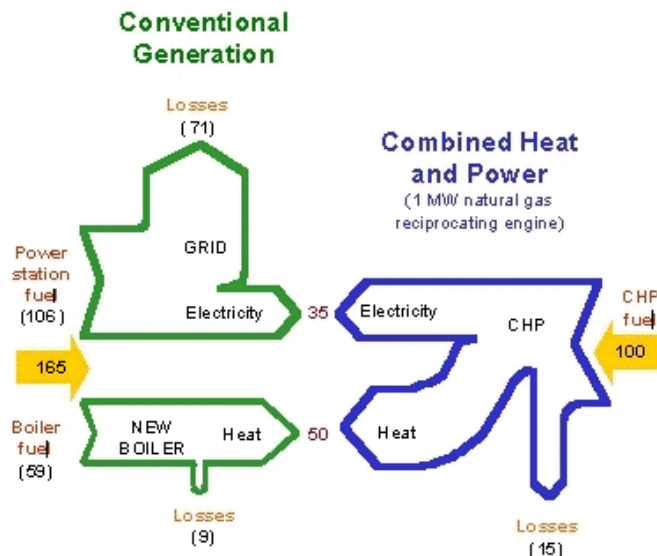 Conventional
Generation
Losses
(71)
Combined Heat
and Power
(1 MW natural gas
reciprocating engine)
GRID
Power
station
fuel
(106)
Electricity
35
Electricity
CHP
CHP
fuel
100
165
Boiler
fuel
(59)
NEW
BOILER
Heat
50
Heat
Losses
(9)
Losses
(15)